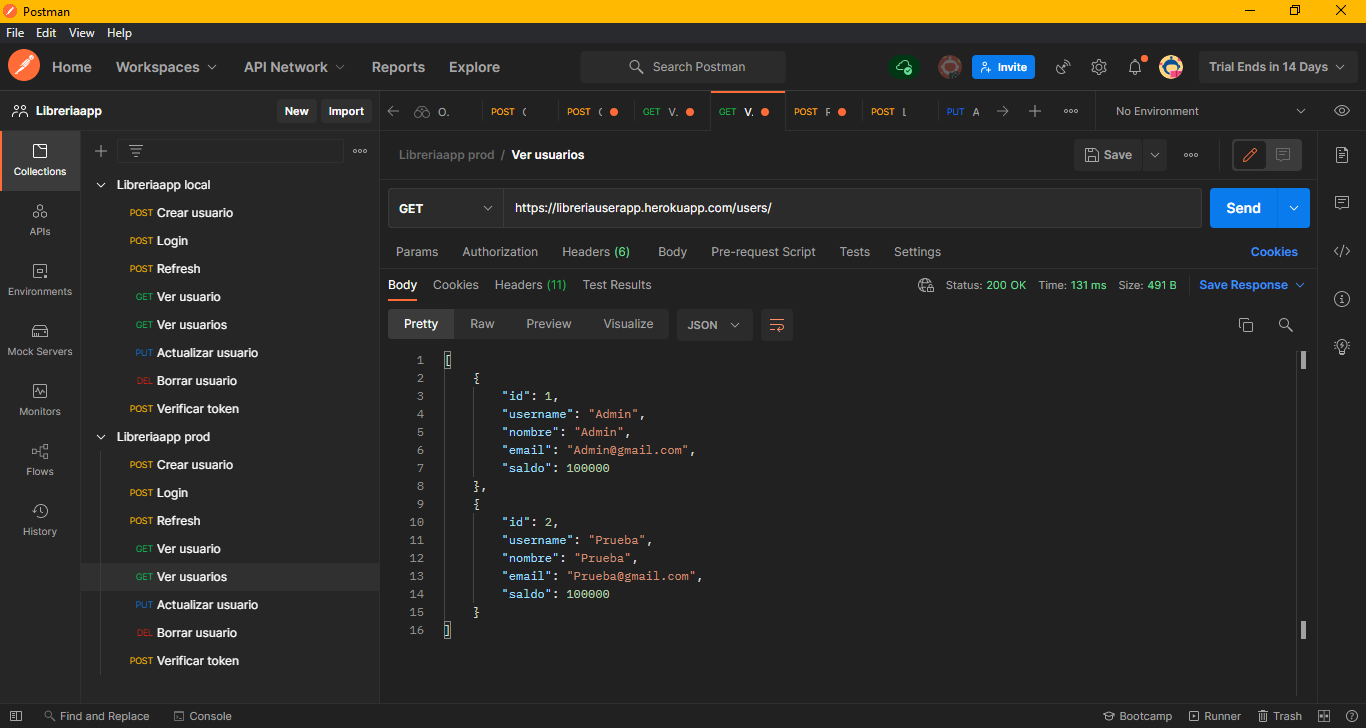 Postman
File Edit View Help
Home Workspaces API Network Reports Explore Search Postman Invite Trial Ends in 14 Days
Libreriaapp New Import O. POST C POST C GET V. GET V. POST F POST L PUT A No Environment
Libreriaapp prod / Ver usuarios Save
GET https://libreriauserapp.herokuapp.com/users/ Send
Params Authorization Headers (6) Body Pre-request Script Tests Settings Cookies
Body Cookies Headers (11) Test Results Status: 200 OK Time: 131 ms Size: 491 B Save Response
Pretty Raw Preview Visualize JSON
Collections
APIs
Environments
Mock Servers
Monitors
Flows
History
Libreriaapp local
POST Crear usuario
POST Login
POST Refresh
GET Ver usuario
GET Ver usuarios
PUT Actualizar usuario
DEL Borrar usuario
POST Verificar token
Libreriaapp prod
POST Crear usuario
POST Login
POST Refresh
GET Ver usuario
GET Ver usuarios
PUT Actualizar usuario
DEL Borrar usuario
POST Verificar token
1 [
2 {
3 "id": 1,
4 "username": "Admin",
5 "nombre": "Admin",
6 "email": "Admin@gmail.com",
7 "saldo": 100000
8 },
9 {
10 "id": 2,
11 "username": "Prueba",
12 "nombre": "Prueba",
13 "email": "Prueba@gmail.com",
14 "saldo": 100000
15 }
16 ]
Find and Replace Console Bootcamp Runner Trash